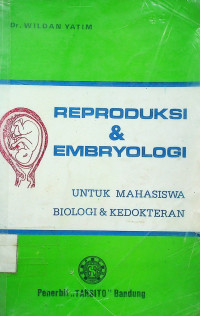 Dr. WILDAN YATIM
REPRODUKSI
&
EMBRYOLOGI
UNTUK MAHASISWA
BIOLOGI & KEDOKTERAN
Penerbit „TARSITO" Bandung